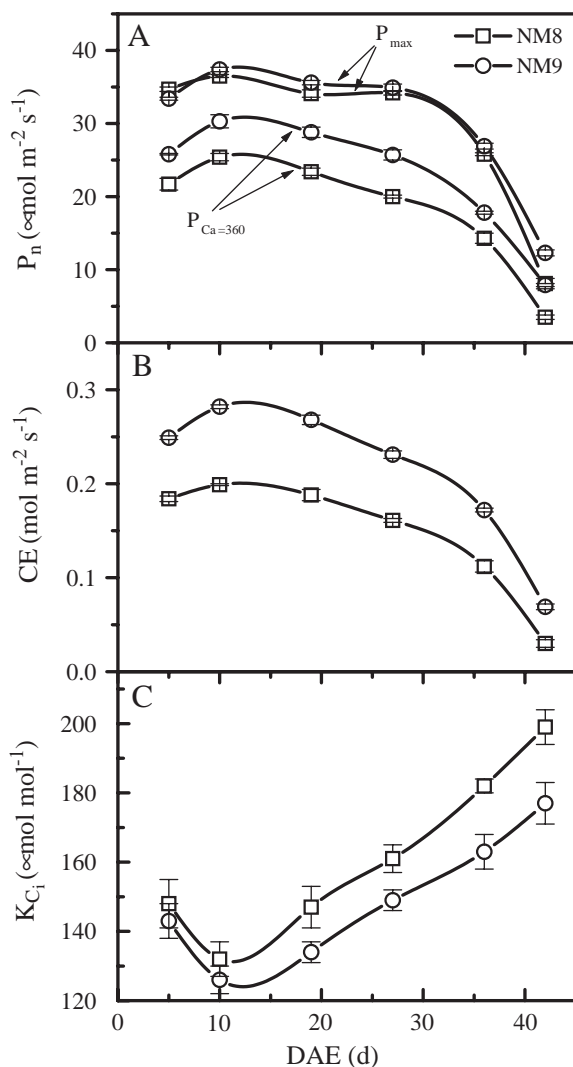 A
P_max
NM8
NM9
P_Ca=360
P_n (∝mol m^-2 s^-1)
40
30
20
10
0
B
CE (mol m^-2 s^-1)
0.3
0.2
0.1
0.0
C
K_Ci (∝mol mol^-1)
200
180
160
140
120
0 10 20 30 40
DAE (d)